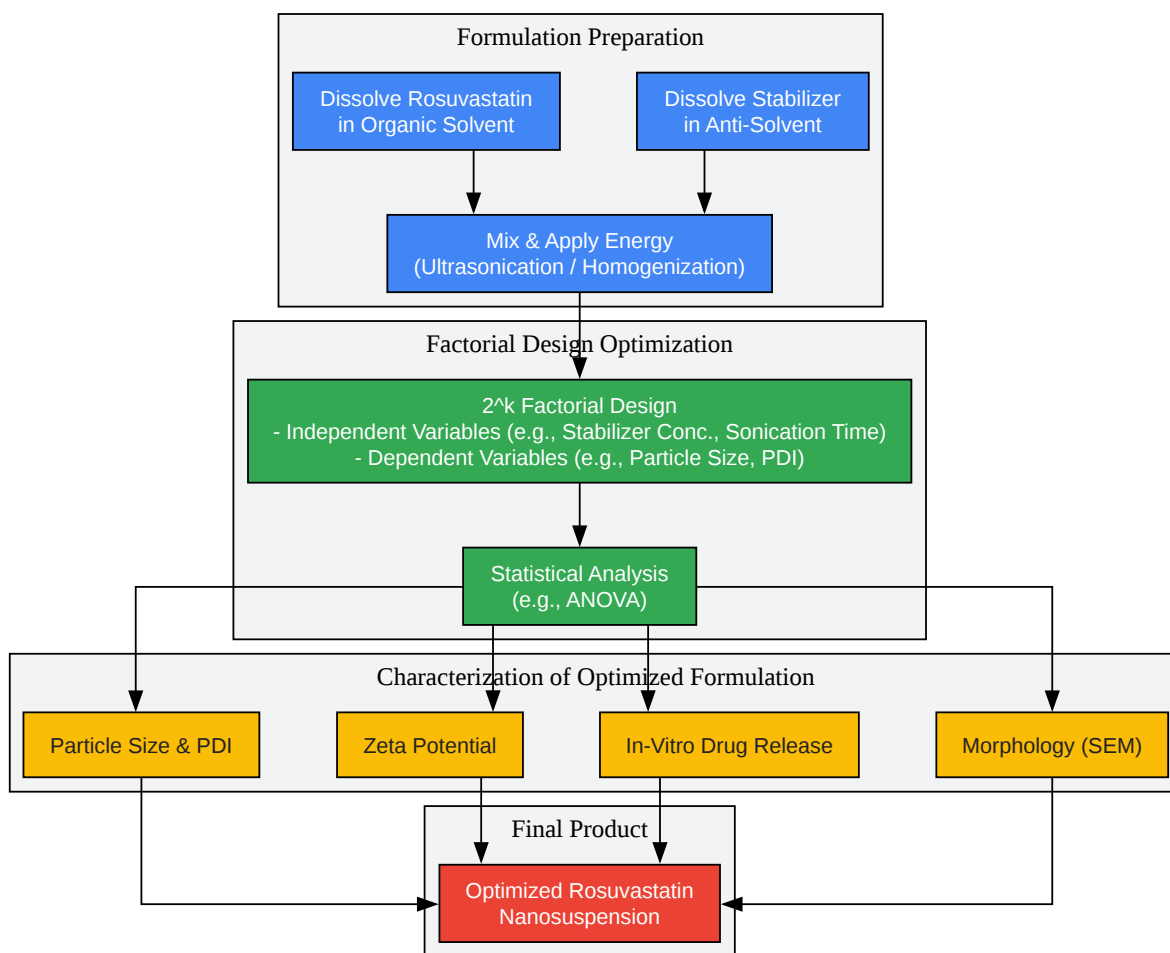 Formulation Preparation
Dissolve Rosuvastatin
in Organic Solvent
Dissolve Stabilizer
in Anti-Solvent
Mix & Apply Energy
(Ultrasonication / Homogenization)
Factorial Design Optimization
2^k Factorial Design
- Independent Variables (e.g., Stabilizer Conc., Sonication Time)
- Dependent Variables (e.g., Particle Size, PDI)
Statistical Analysis
(e.g., ANOVA)
Characterization of Optimized Formulation
Particle Size & PDI
Zeta Potential
In-Vitro Drug Release
Morphology (SEM)
Final Product
Optimized Rosuvastatin
Nanosuspension